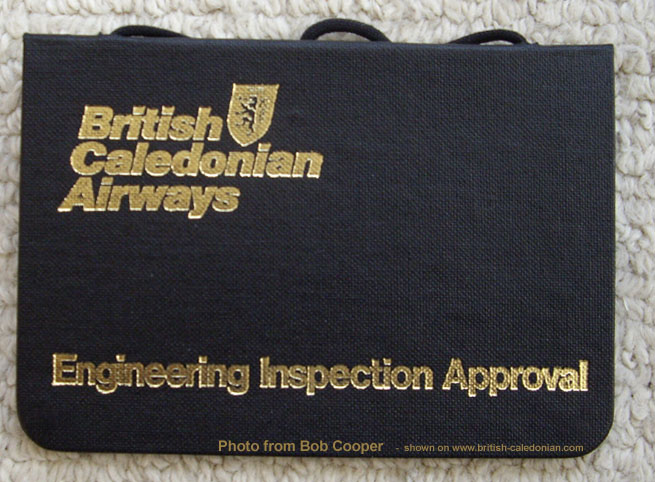 British
Caledonian
Airways
Engineering Inspection Approval
Photo from Bob Cooper - shown on www.british-caledonian.com